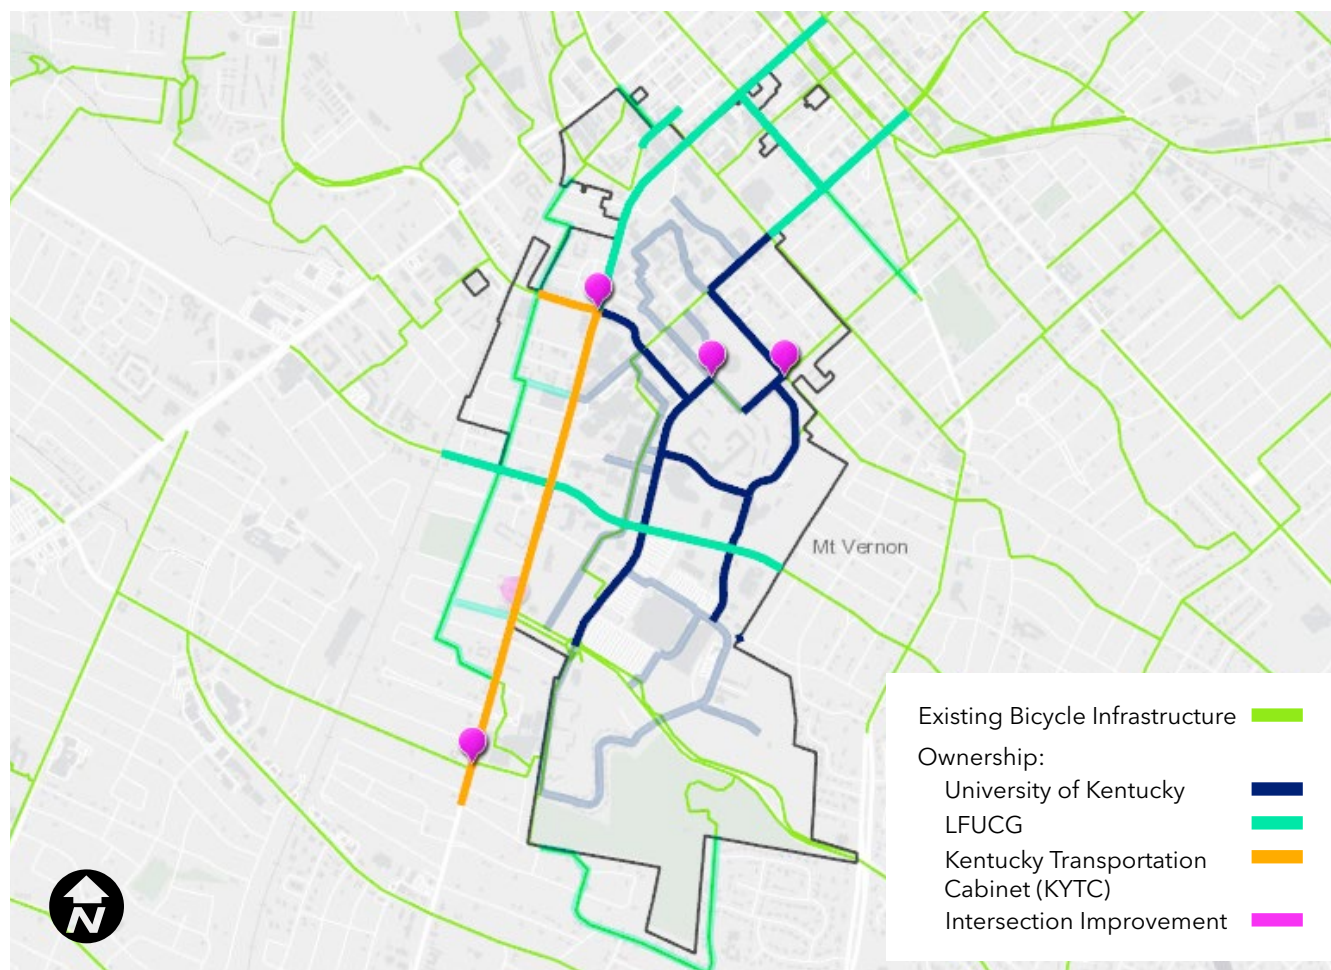 Mt Vernon
Existing Bicycle Infrastructure
Ownership:
University of Kentucky
LFUCG
Kentucky Transportation
Cabinet (KYTC)
Intersection Improvement
N